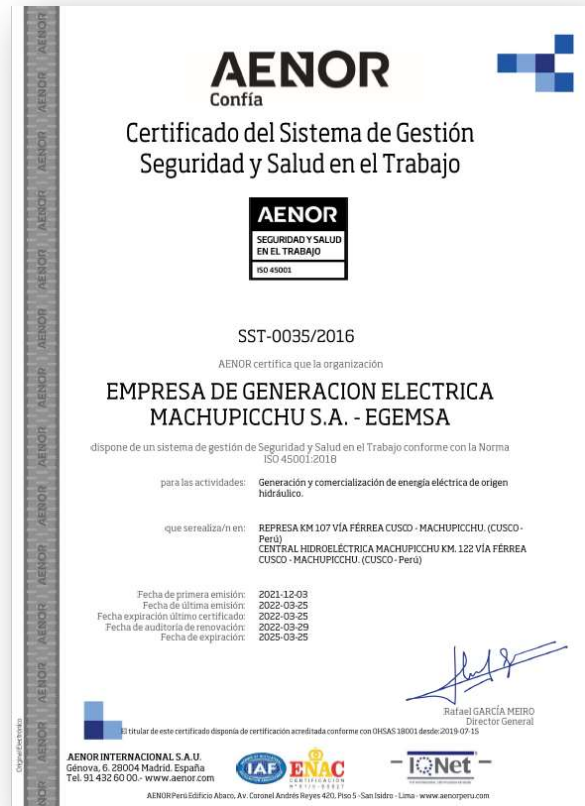 AENOR
Confía
Certificado del Sistema de Gestión
Seguridad y Salud en el Trabajo
AENOR
SEGURIDAD Y SALUD
EN EL TRABAJO
ISO 45001
SST-0035/2016
AENOR certifica que la organización
EMPRESA DE GENERACION ELECTRICA
MACHUPICCHU S.A. - EGEMSA
dispone de un sistema de gestión de Seguridad y Salud en el Trabajo conforme con la Norma
ISO 45001:2018
para las actividades: Generación y comercialización de energía eléctrica de origen
hidráulico.
que se realiza/n en: REPRESA KM 107 VÍA FÉRREA CUSCO - MACHUPICCHU. (CUSCO -
Perú)
CENTRAL HIDROELÉCTRICA MACHUPICCHU KM. 122 VÍA FÉRREA
CUSCO - MACHUPICCHU. (CUSCO - Perú)
Fecha de primera emisión: 2021-12-03
Fecha de última emisión: 2022-03-25
Fecha expiración último certificado: 2022-03-25
Fecha de auditoría de renovación: 2022-03-29
Fecha de expiración: 2025-03-25
Rafael GARCÍA MEIRO
Director General
El titular de este certificado disponía de certificación acreditada conforme con OHSAS 18001 desde: 2019-07-15
Original Electrónico
AENOR INTERNACIONAL S.A.U.
Génova, 6. 28004 Madrid. España
Tel. 91 432 60 00.- www.aenor.com
IAF
ENAC
CERTIFICACIÓN
IQNet
AENOR Perú Edificio Abaco, Av. Coronel Andrés Reyes 420, Piso 5 - San Isidro - Lima - www.aenorperu.com